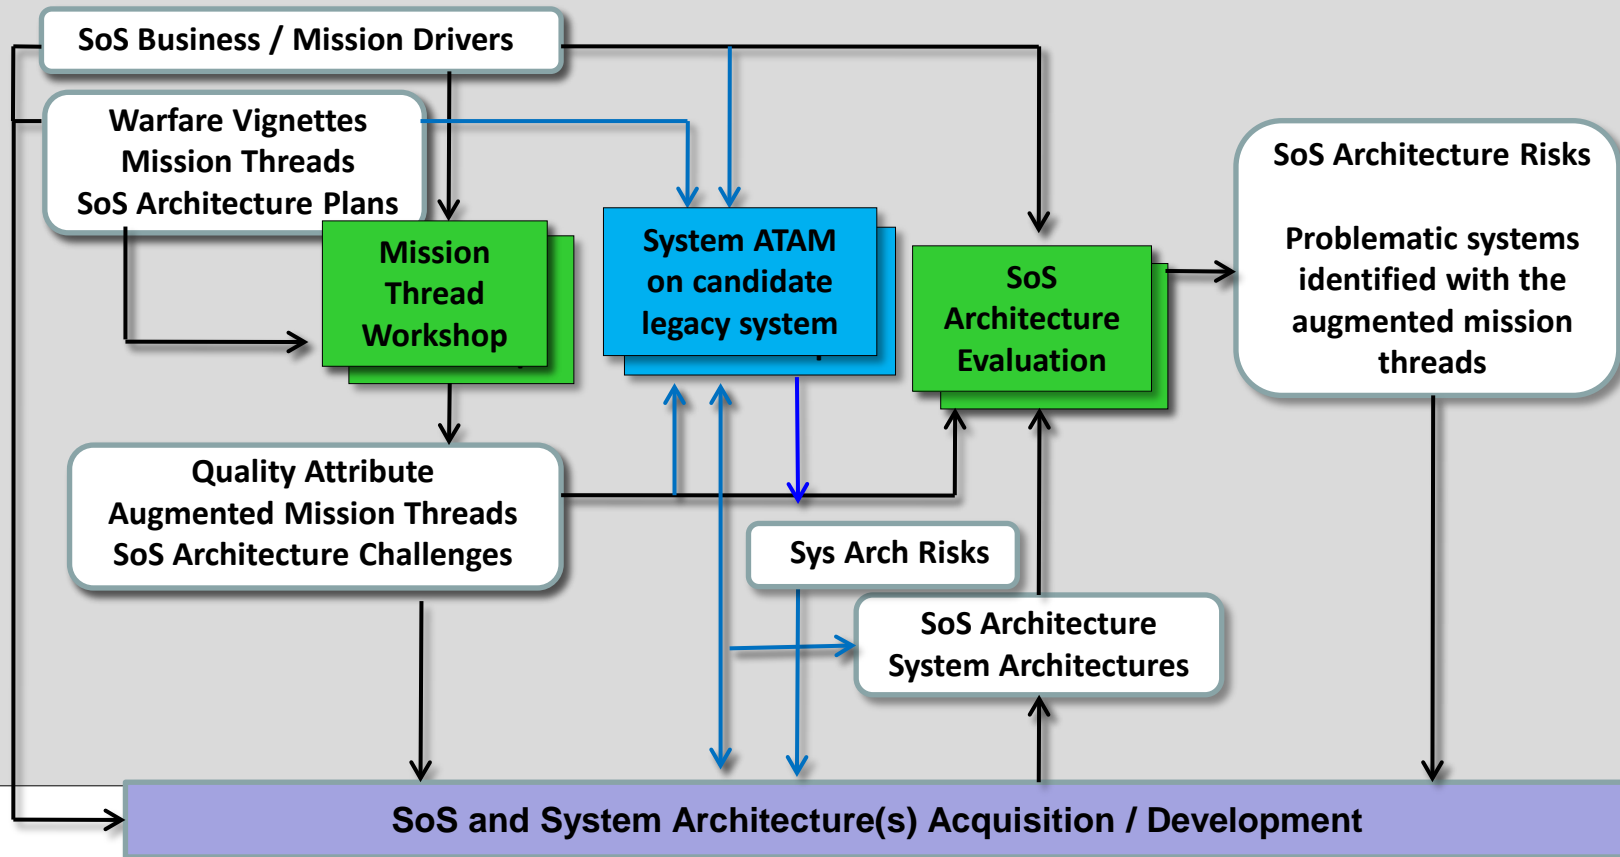 SoS Business / Mission Drivers
Warfare Vignettes
Mission Threads
SoS Architecture Plans
Mission
Thread
Workshop
System ATAM
on candidate
legacy system
SoS
Architecture
Evaluation
SoS Architecture Risks
Problematic systems
identified with the
augmented mission
threads
Quality Attribute
Augmented Mission Threads
SoS Architecture Challenges
Sys Arch Risks
SoS Architecture
System Architectures
SoS and System Architecture(s) Acquisition / Development